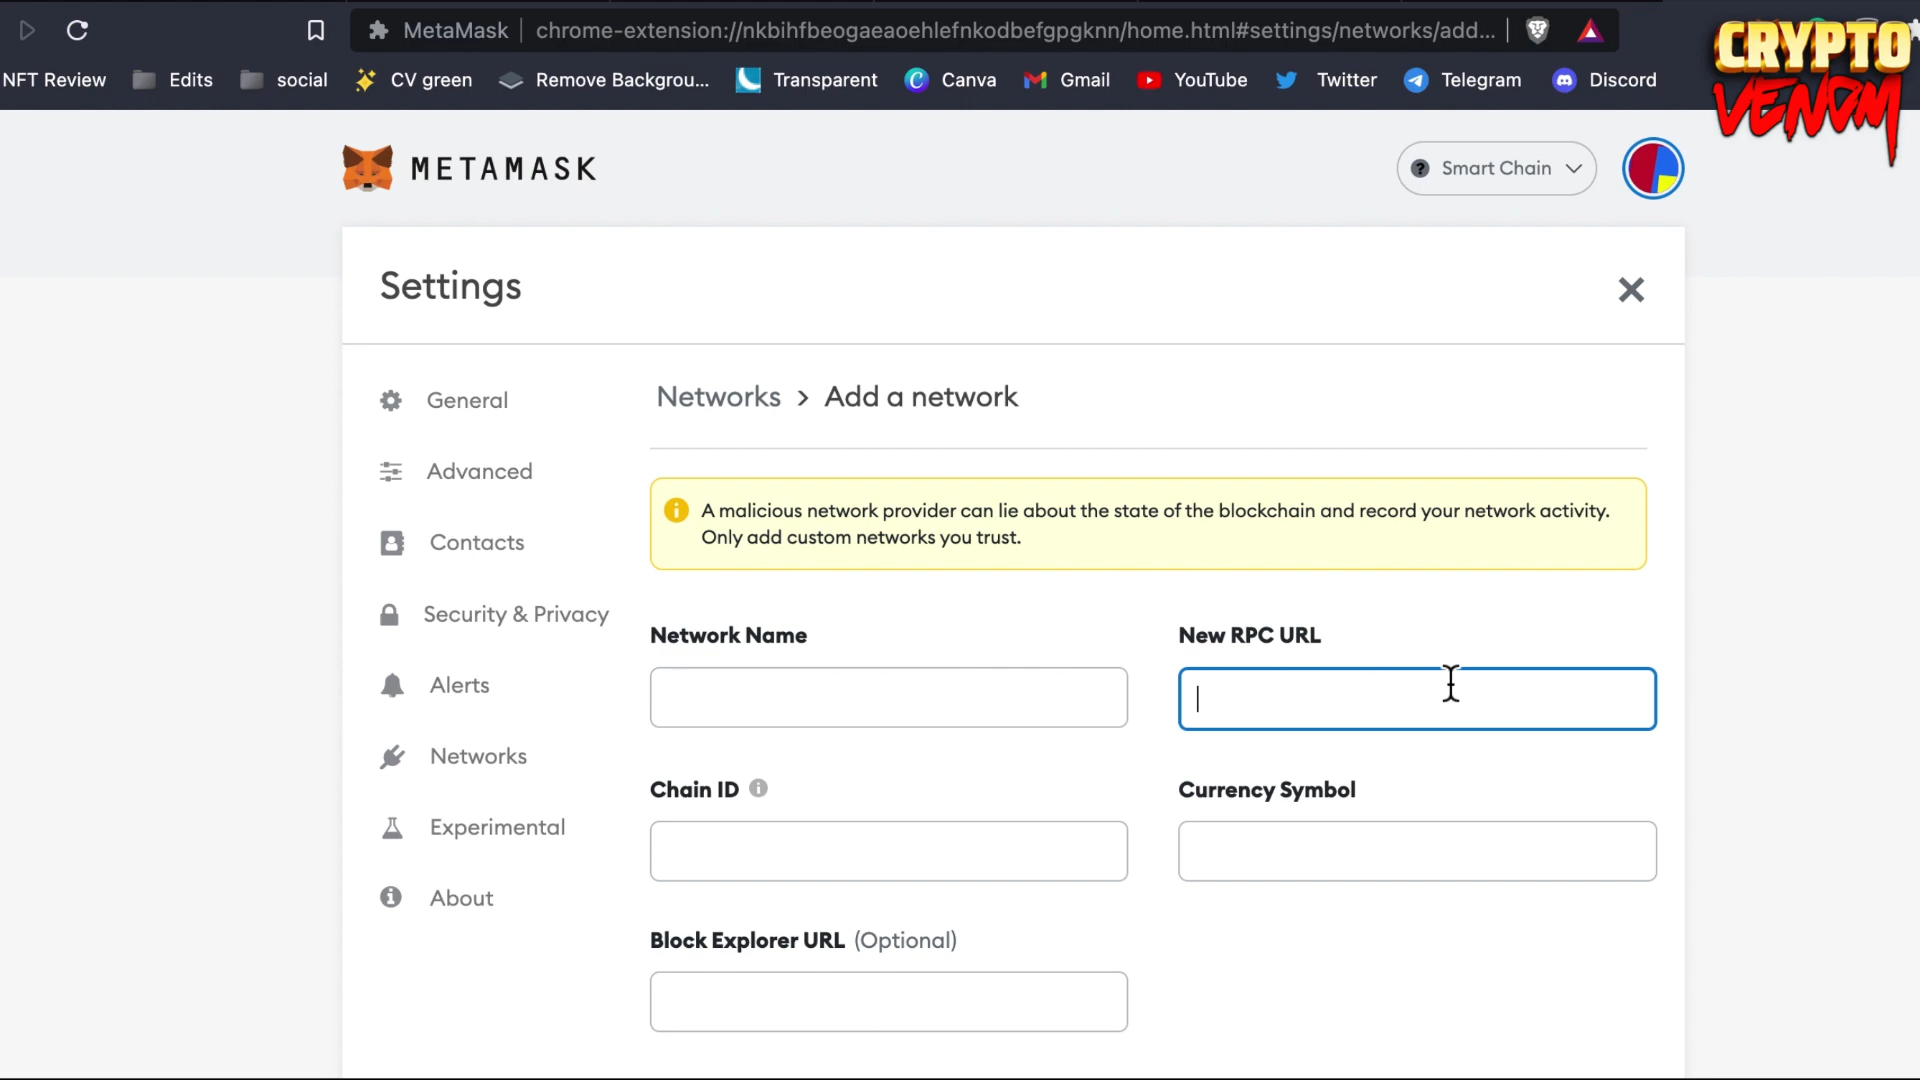 MetaMask
chrome-extension://nkbihfbeogaeaoehlefnkodbefgpgknn/home.html#settings/networks/add...
CRYPTO
VENOM
NFT Review
Edits
social
CV green
Remove Backgrou...
Transparent
Canva
Gmail
YouTube
Twitter
Telegram
Discord
METAMASK
Smart Chain
Settings
General
Advanced
Contacts
Security & Privacy
Alerts
Networks
Experimental
About
Networks > Add a network
A malicious network provider can lie about the state of the blockchain and record your network activity.
Only add custom networks you trust.
Network Name
New RPC URL
Chain ID
Currency Symbol
Block Explorer URL (Optional)